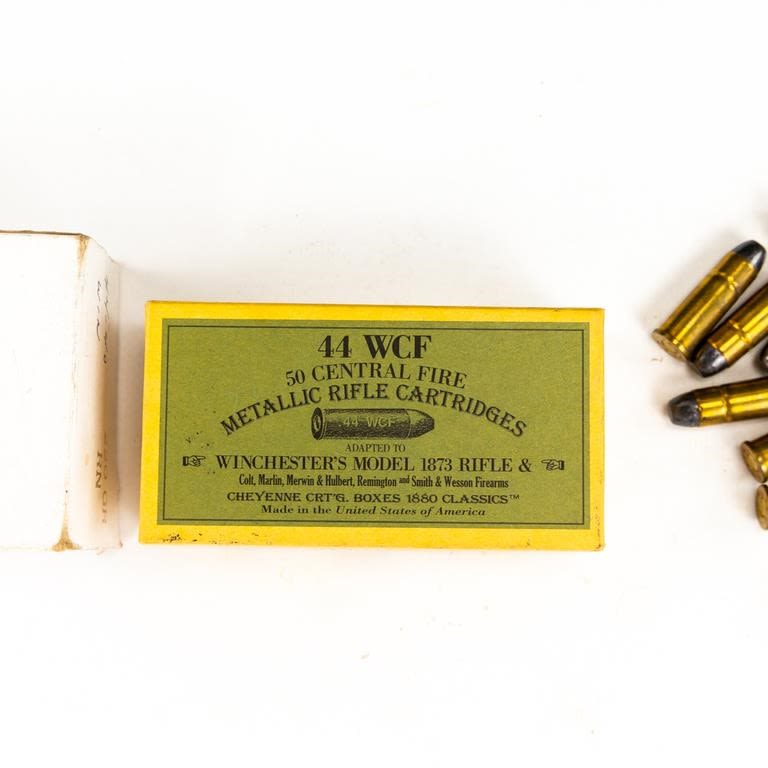 44 WCF
50 CENTRAL FIRE
METALLIC RIFLE CARTRIDGES
44 WCF
ADAPTED TO
WINCHESTER'S MODEL 1873 RIFLE &
Colt, Marlin, Merwin & Hulbert, Remington and Smith & Wesson Firearms
CHEYENNE CRT'G. BOXES 1880 CLASSICS™
Made in the United States of America